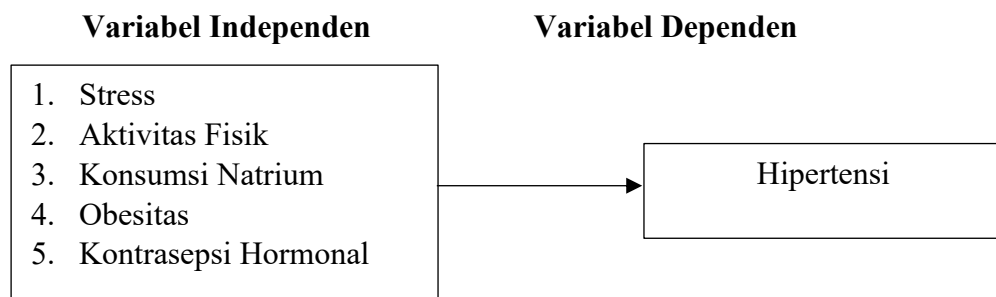 Variabel Independen
Variabel Dependen
1. Stress
2. Aktivitas Fisik
3. Konsumsi Natrium
4. Obesitas
5. Kontrasepsi Hormonal
Hipertensi